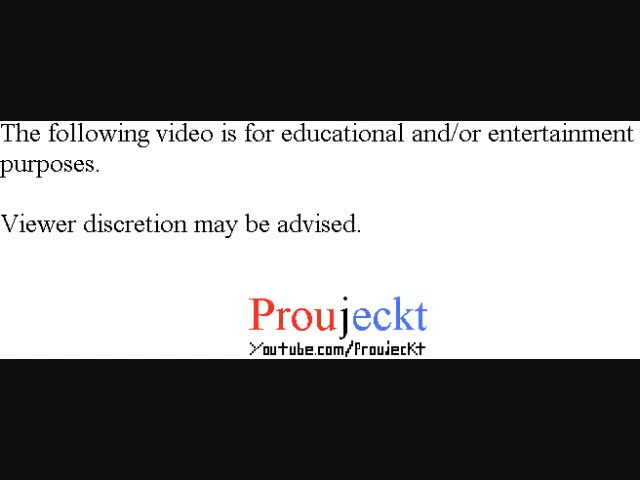 The following video is for educational and/or entertainment
purposes.
Viewer discretion may be advised.
Proujeckt
Youtube.com/ProujecKt